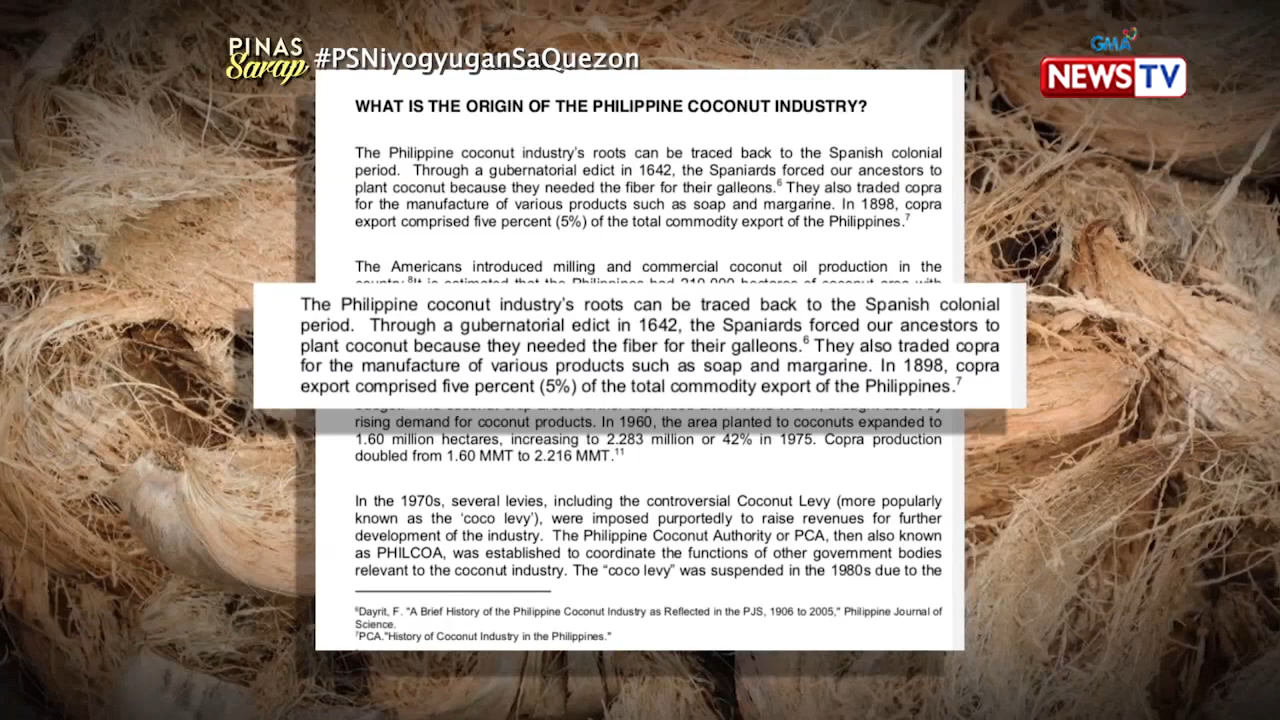 PINAS
Sarap
#PSNiyogyuganSaQuezon
GMA
NEWS TV
WHAT IS THE ORIGIN OF THE PHILIPPINE COCONUT INDUSTRY?
The Philippine coconut industry's roots can be traced back to the Spanish colonial
period. Through a gubernatorial edict in 1642, the Spaniards forced our ancestors to
plant coconut because they needed the fiber for their galleons.⁶ They also traded copra
for the manufacture of various products such as soap and margarine. In 1898, copra
export comprised five percent (5%) of the total commodity export of the Philippines.⁷
The Americans introduced milling and commercial coconut oil production in the
The Philippine coconut industry's roots can be traced back to the Spanish colonial
period. Through a gubernatorial edict in 1642, the Spaniards forced our ancestors to
plant coconut because they needed the fiber for their galleons.⁶ They also traded copra
for the manufacture of various products such as soap and margarine. In 1898, copra
export comprised five percent (5%) of the total commodity export of the Philippines.⁷
rising demand for coconut products. In 1960, the area planted to coconuts expanded to
1.60 million hectares, increasing to 2.283 million or 42% in 1975. Copra production
doubled from 1.60 MMT to 2.216 MMT.¹¹
In the 1970s, several levies, including the controversial Coconut Levy (more popularly
known as the 'coco levy'), were imposed purportedly to raise revenues for further
development of the industry. The Philippine Coconut Authority or PCA, then also known
as PHILCOA, was established to coordinate the functions of other government bodies
relevant to the coconut industry. The "coco levy" was suspended in the 1980s due to the
⁶Dayrit, F. "A Brief History of the Philippine Coconut Industry as Reflected in the PJS, 1906 to 2005," Philippine Journal of
Science.
⁷PCA."History of Coconut Industry in the Philippines."